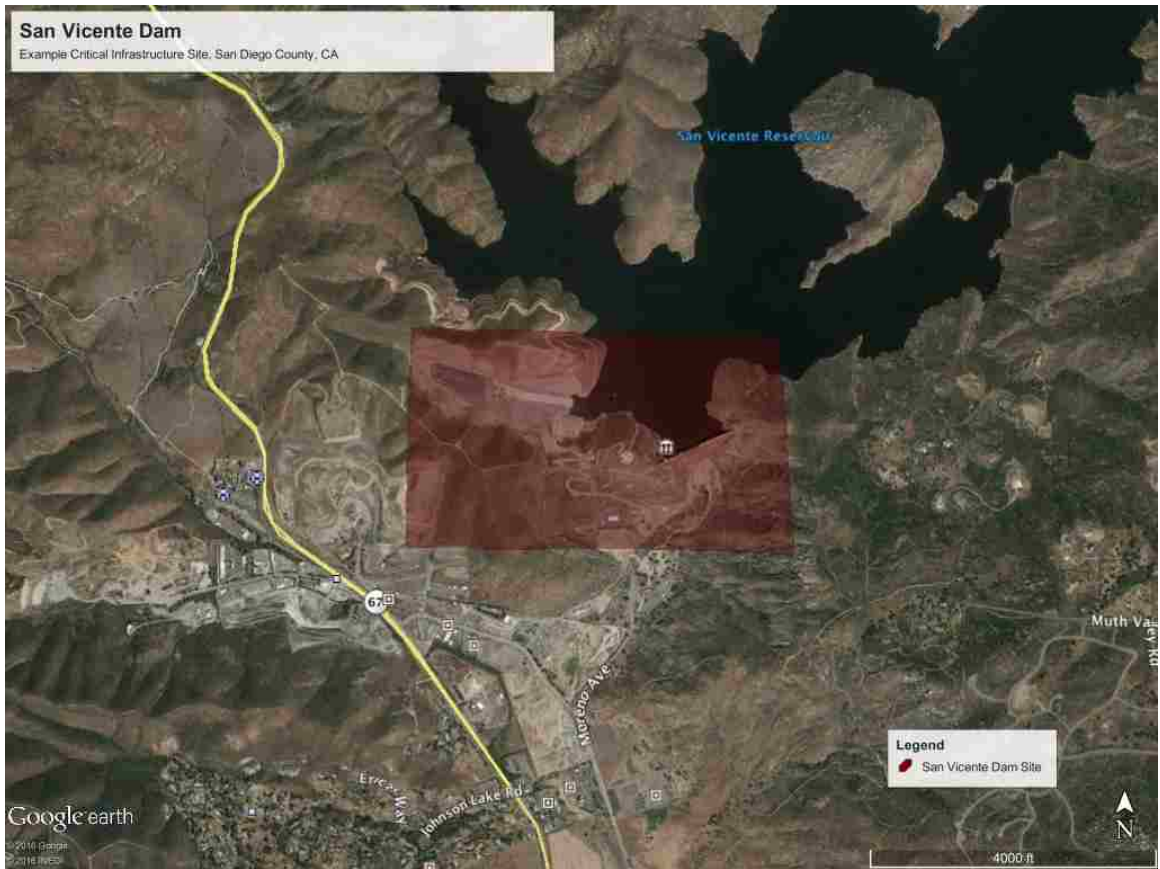 San Vicente Dam
Example Critical Infrastructure Site, San Diego County, CA
San Vicente Reservoir
67
Muth Valley Rd
Moreno Ave
Legend
San Vicente Dam Site
Johnson Lake Rd
Google earth
© 2016 Google
© 2016 INEGI
N
4000 ft